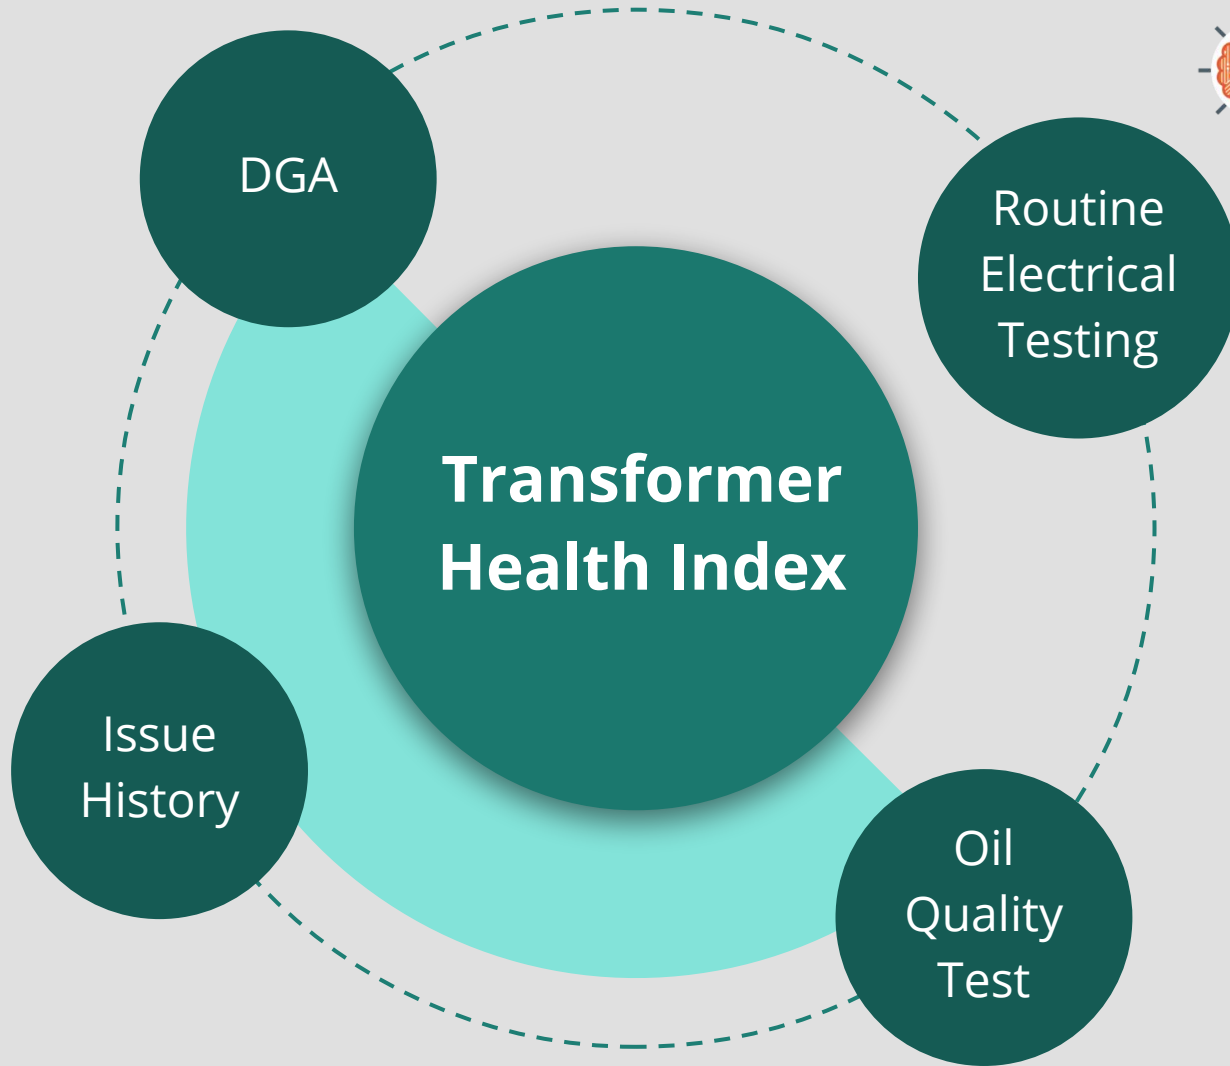 DGA
Routine
Electrical
Testing
Transformer
Health Index
Issue
History
Oil
Quality
Test